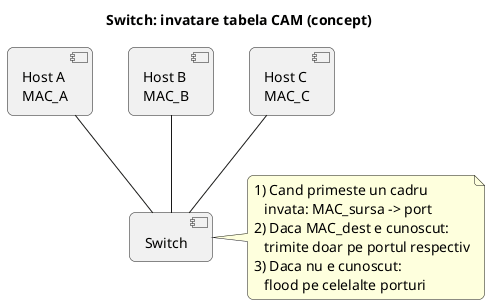 Switch: invatare tabela CAM (concept)
Host A
MAC_A
Host B
MAC_B
Host C
MAC_C
Switch
1) Cand primeste un cadru
invata: MAC_sursa -> port
2) Daca MAC_dest e cunoscut:
trimite doar pe portul respectiv
3) Daca nu e cunoscut:
flood pe celelalte porturi